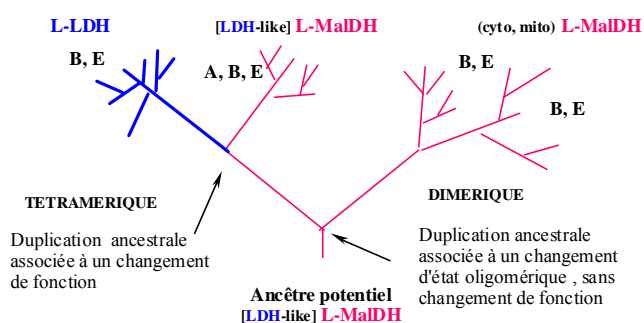 L-LDH
[LDH-like] L-MalDH
(cyto, mito) L-MalDH
B, E
A, B, E
B, E
B, E
TETRAMERIQUE
DIMERIQUE
Duplication ancestrale
associée à un changement
de fonction
Duplication ancestrale
associée à un changement
d'état oligomérique , sans
changement de fonction
Ancêtre potentiel
[LDH-like] L-MalDH